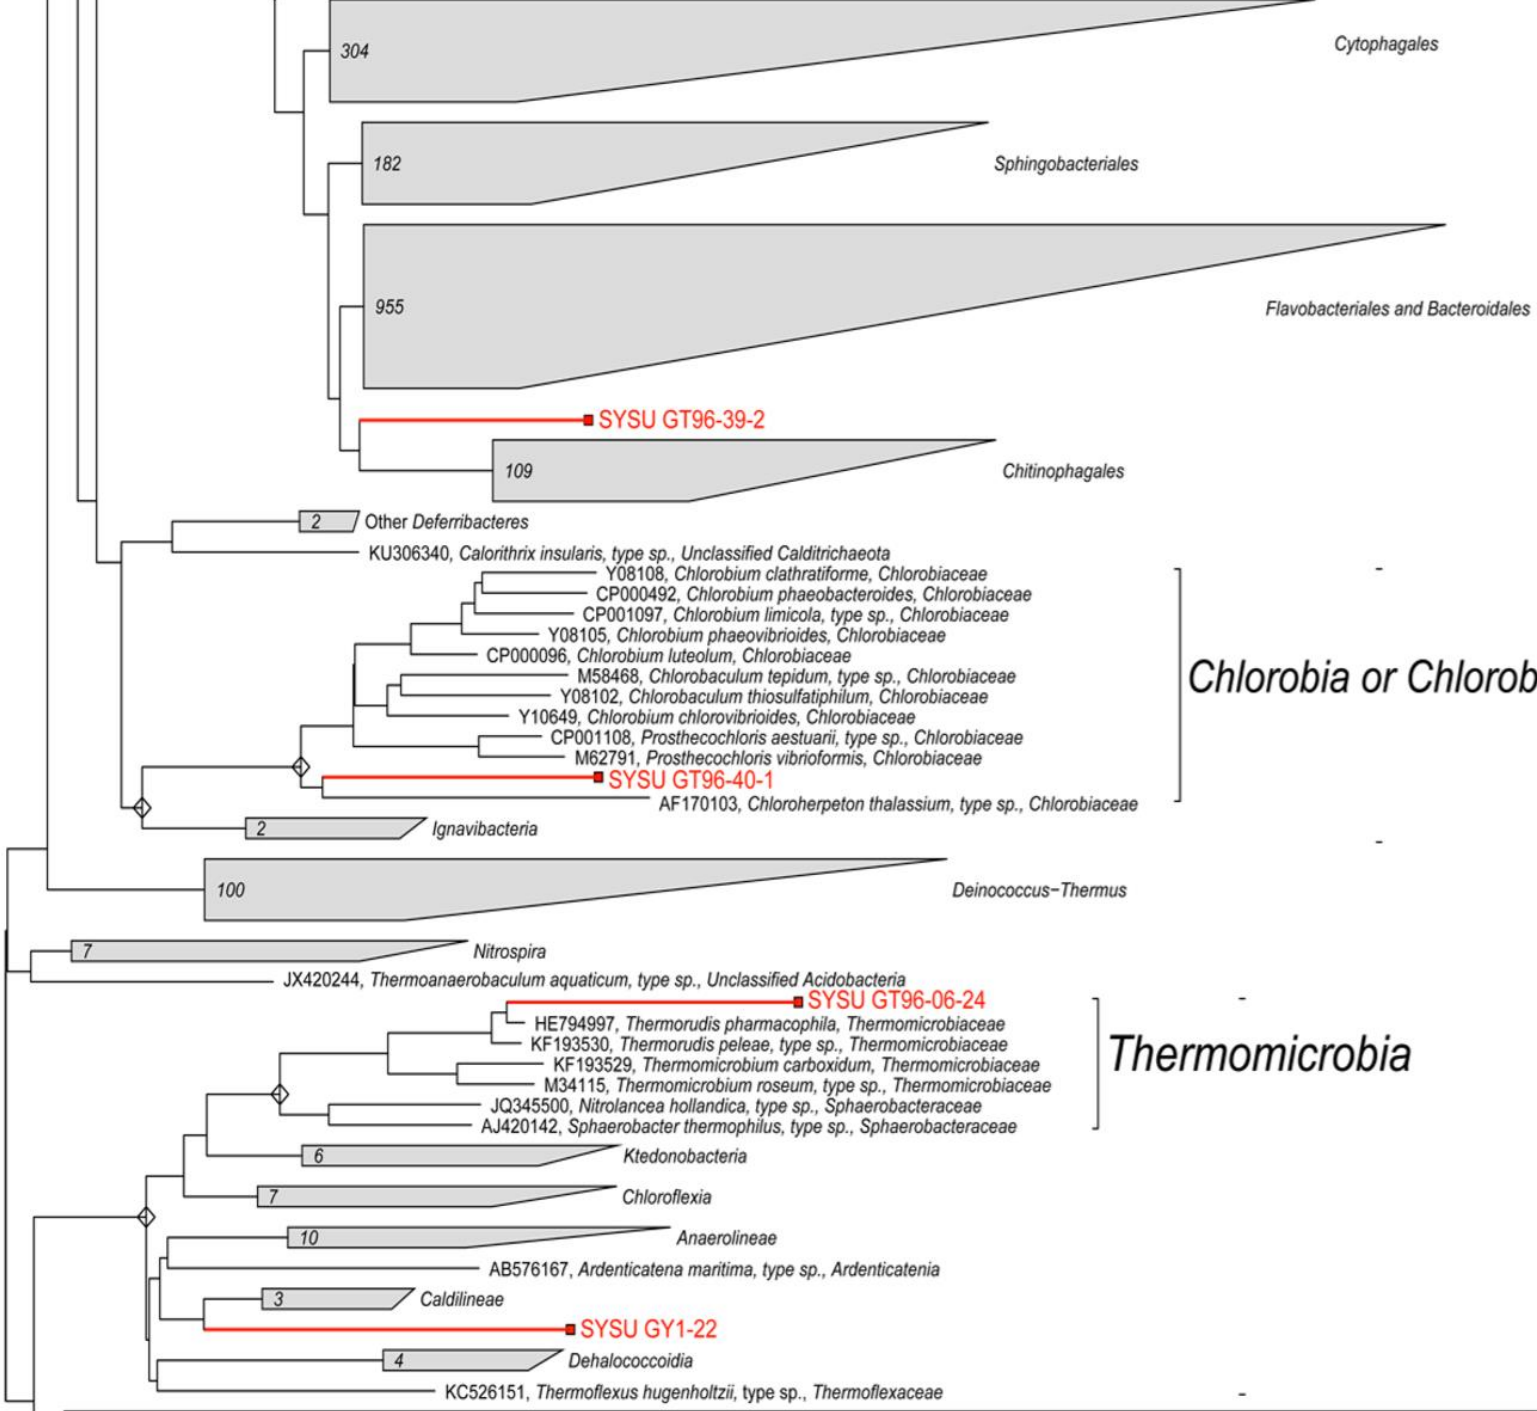 304
Cytophagales
182
Sphingobacteriales
955
Flavobacteriales and Bacteroidales
SYSU GT96-39-2
109
Chitinophagales
2
Other Deferribacteres
KU306340, Calorithrix insularis, type sp., Unclassified Calditrichaeota
Y08108, Chlorobium clathratiforme, Chlorobiaceae
-
CP000492, Chlorobium phaeobacteroides, Chlorobiaceae
CP001097, Chlorobium limicola, type sp., Chlorobiaceae
Y08105, Chlorobium phaeovibrioides, Chlorobiaceae
CP000096, Chlorobium luteolum, Chlorobiaceae
M58468, Chlorobaculum tepidum, type sp., Chlorobiaceae
Chlorobia or Chlorob
Y08102, Chlorobaculum thiosulfatiphilum, Chlorobiaceae
Y10649, Chlorobium chlorovibrioides, Chlorobiaceae
CP001108, Prosthecochloris aestuarii, type sp., Chlorobiaceae
M62791, Prosthecochloris vibrioformis, Chlorobiaceae
SYSU GT96-40-1
AF170103, Chloroherpeton thalassium, type sp., Chlorobiaceae
2
Ignavibacteria
-
100
Deinococcus-Thermus
7
Nitrospira
JX420244, Thermoanaerobaculum aquaticum, type sp., Unclassified Acidobacteria
SYSU GT96-06-24
-
HE794997, Thermorudis pharmacophila, Thermomicrobiaceae
KF193530, Thermorudis peleae, type sp., Thermomicrobiaceae
Thermomicrobia
KF193529, Thermomicrobium carboxidum, Thermomicrobiaceae
M34115, Thermomicrobium roseum, type sp., Thermomicrobiaceae
JQ345500, Nitrolancea hollandica, type sp., Sphaerobacteraceae
AJ420142, Sphaerobacter thermophilus, type sp., Sphaerobacteraceae
6
Ktedonobacteria
7
Chloroflexia
10
Anaerolineae
AB576167, Ardenticatena maritima, type sp., Ardenticatenia
3
Caldilineae
SYSU GY1-22
4
Dehalococcoidia
KC526151, Thermoflexus hugenholtzii, type sp., Thermoflexaceae
-